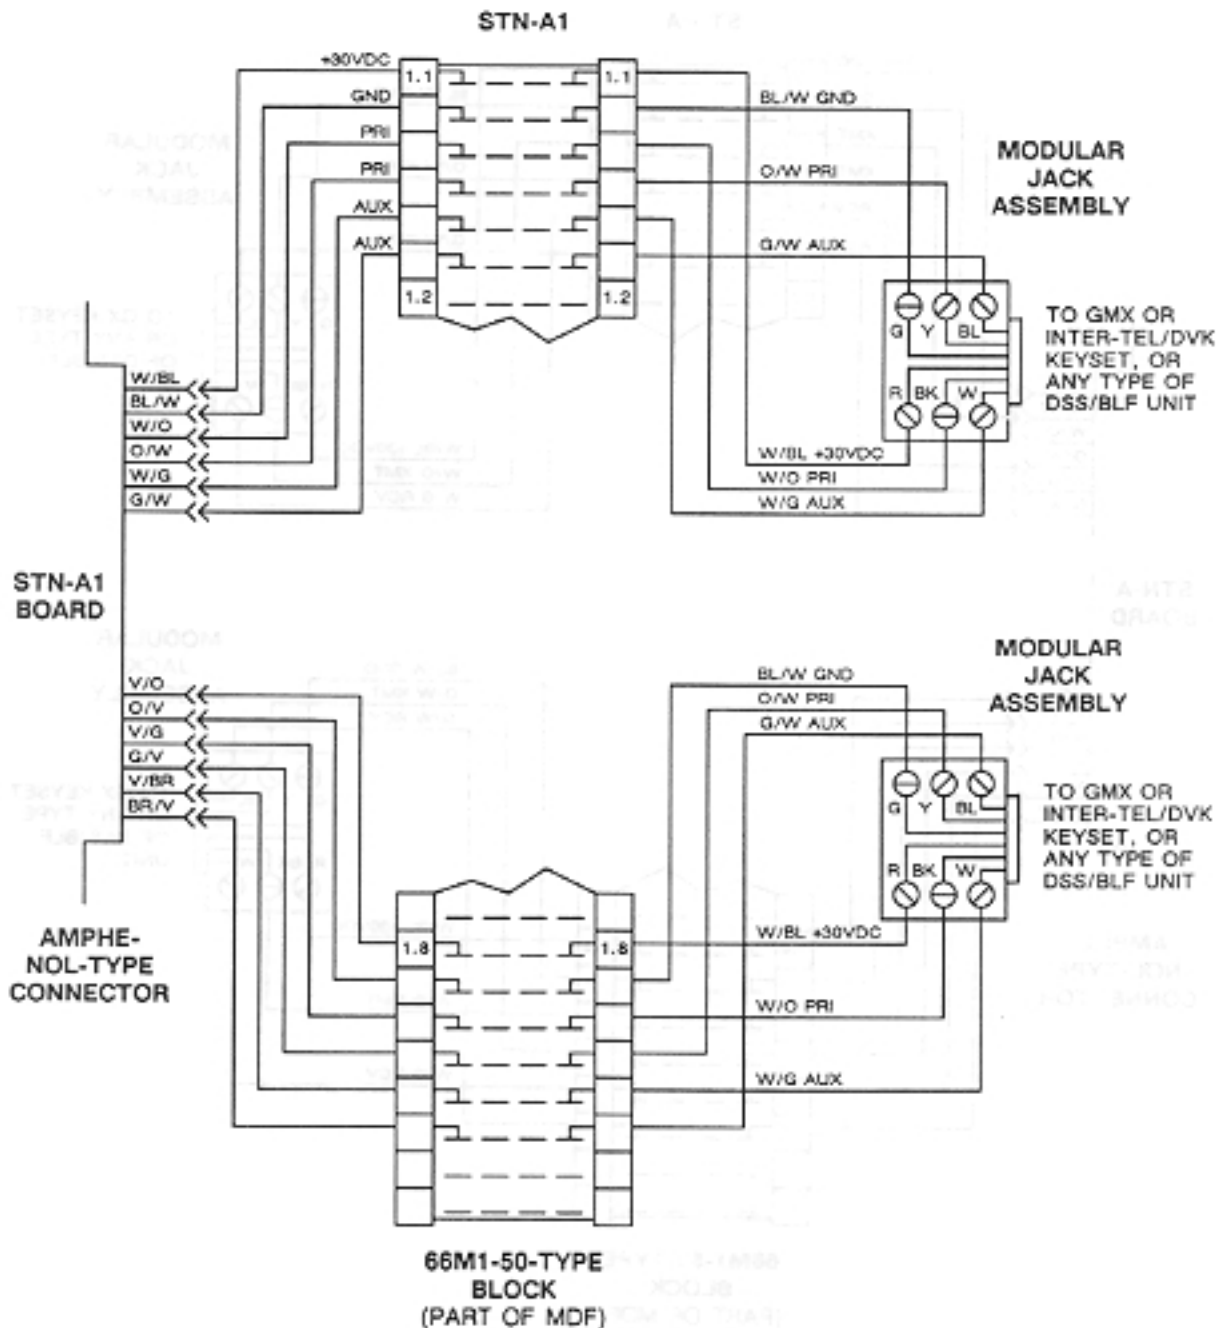 STN-A1
+30VDC
GND
PRI
PRI
AUX
AUX
1.1
1.2
1.1
1.2
BL/W GND
O/W PRI
G/W AUX
MODULAR
JACK
ASSEMBLY
G Y BL
R BK W
TO GMX OR
INTER-TEL/DVK
KEYSET, OR
ANY TYPE OF
DSS/BLF UNIT
W/BL +30VDC
W/O PRI
W/G AUX
W/BL
BL/W
W/O
O/W
W/G
G/W
STN-A1
BOARD
V/O
O/V
V/G
G/V
V/BR
BR/V
AMPHE-
NOL-TYPE
CONNECTOR
BL/W GND
O/W PRI
G/W AUX
MODULAR
JACK
ASSEMBLY
G Y BL
R BK W
TO GMX OR
INTER-TEL/DVK
KEYSET, OR
ANY TYPE OF
DSS/BLF UNIT
1.8
1.8
W/BL +30VDC
W/O PRI
W/G AUX
66M1-50-TYPE
BLOCK
(PART OF MDF)